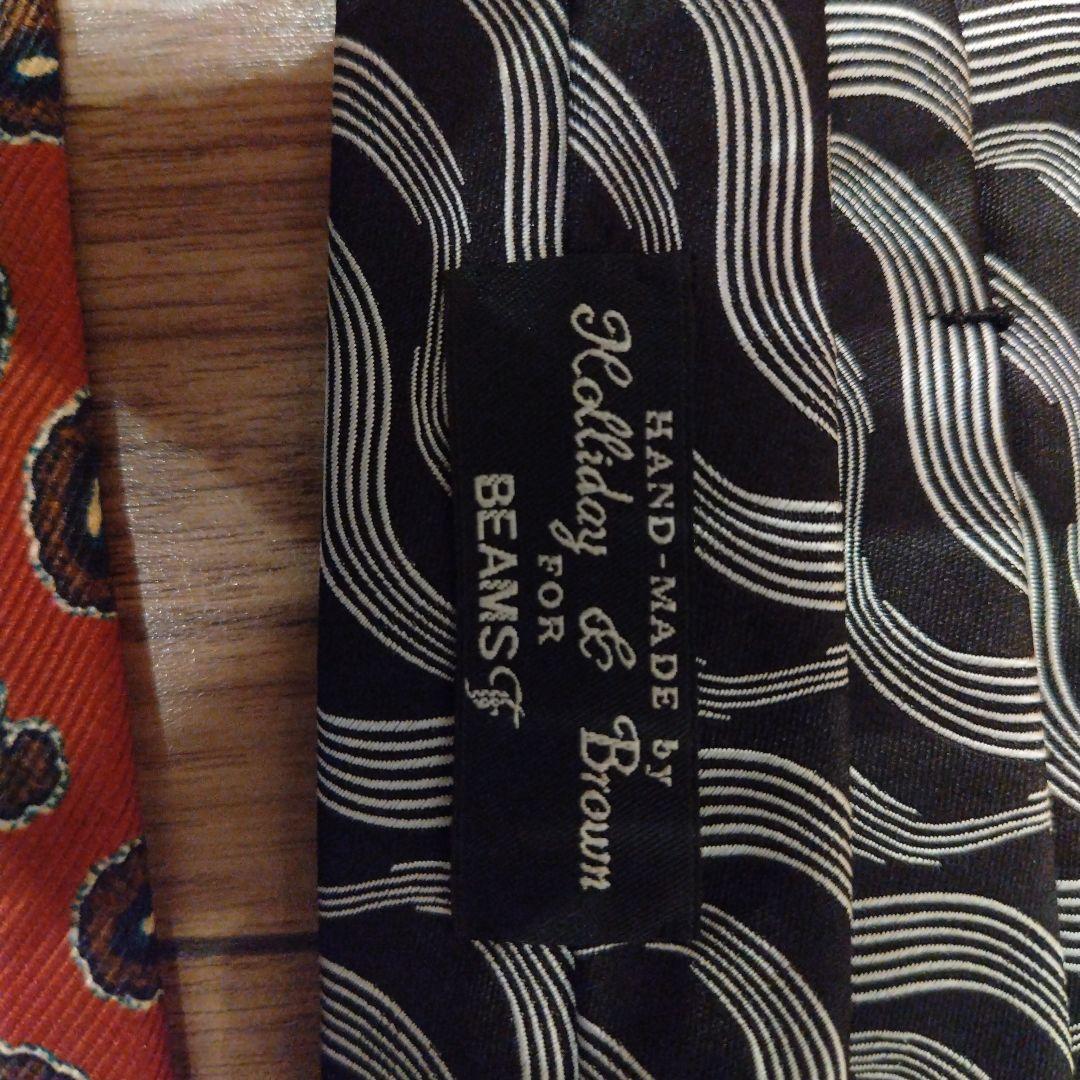 HAND-MADE by
Holliday & Brown
FOR
BEAMS F